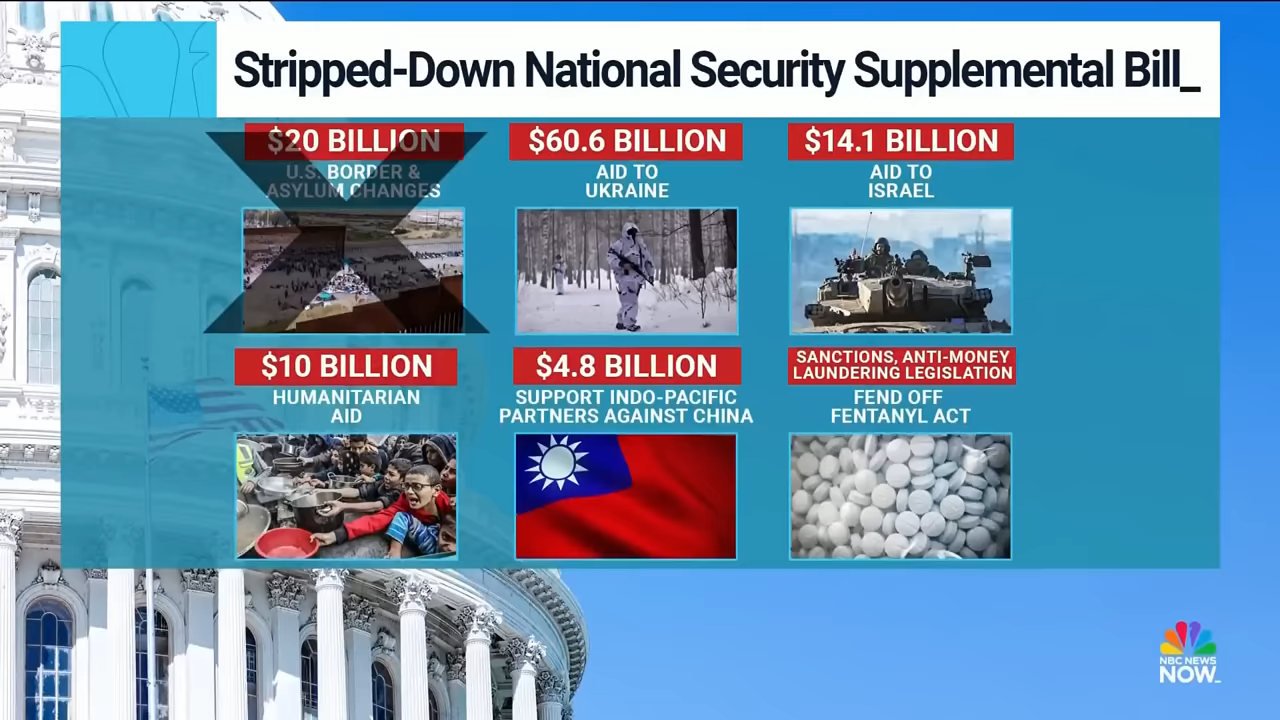 Stripped-Down National Security Supplemental Bill_
$20 BILLION
U.S. BORDER &
ASYLUM CHANGES
$60.6 BILLION
AID TO
UKRAINE
$14.1 BILLION
AID TO
ISRAEL
$10 BILLION
HUMANITARIAN
AID
$4.8 BILLION
SUPPORT INDO-PACIFIC
PARTNERS AGAINST CHINA
SANCTIONS, ANTI-MONEY
LAUNDERING LEGISLATION
FEND OFF
FENTANYL ACT
NBC NEWS
NOW_